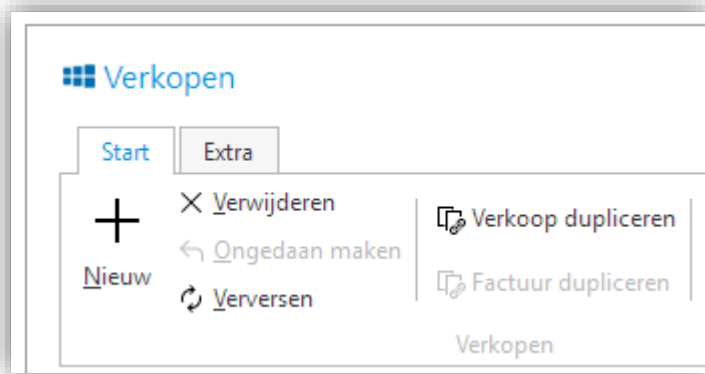 Verkopen
Start
Extra
Nieuw
Verwijderen
Ongedaan maken
Verversen
Verkoop dupliceren
Factuur dupliceren
Verkopen